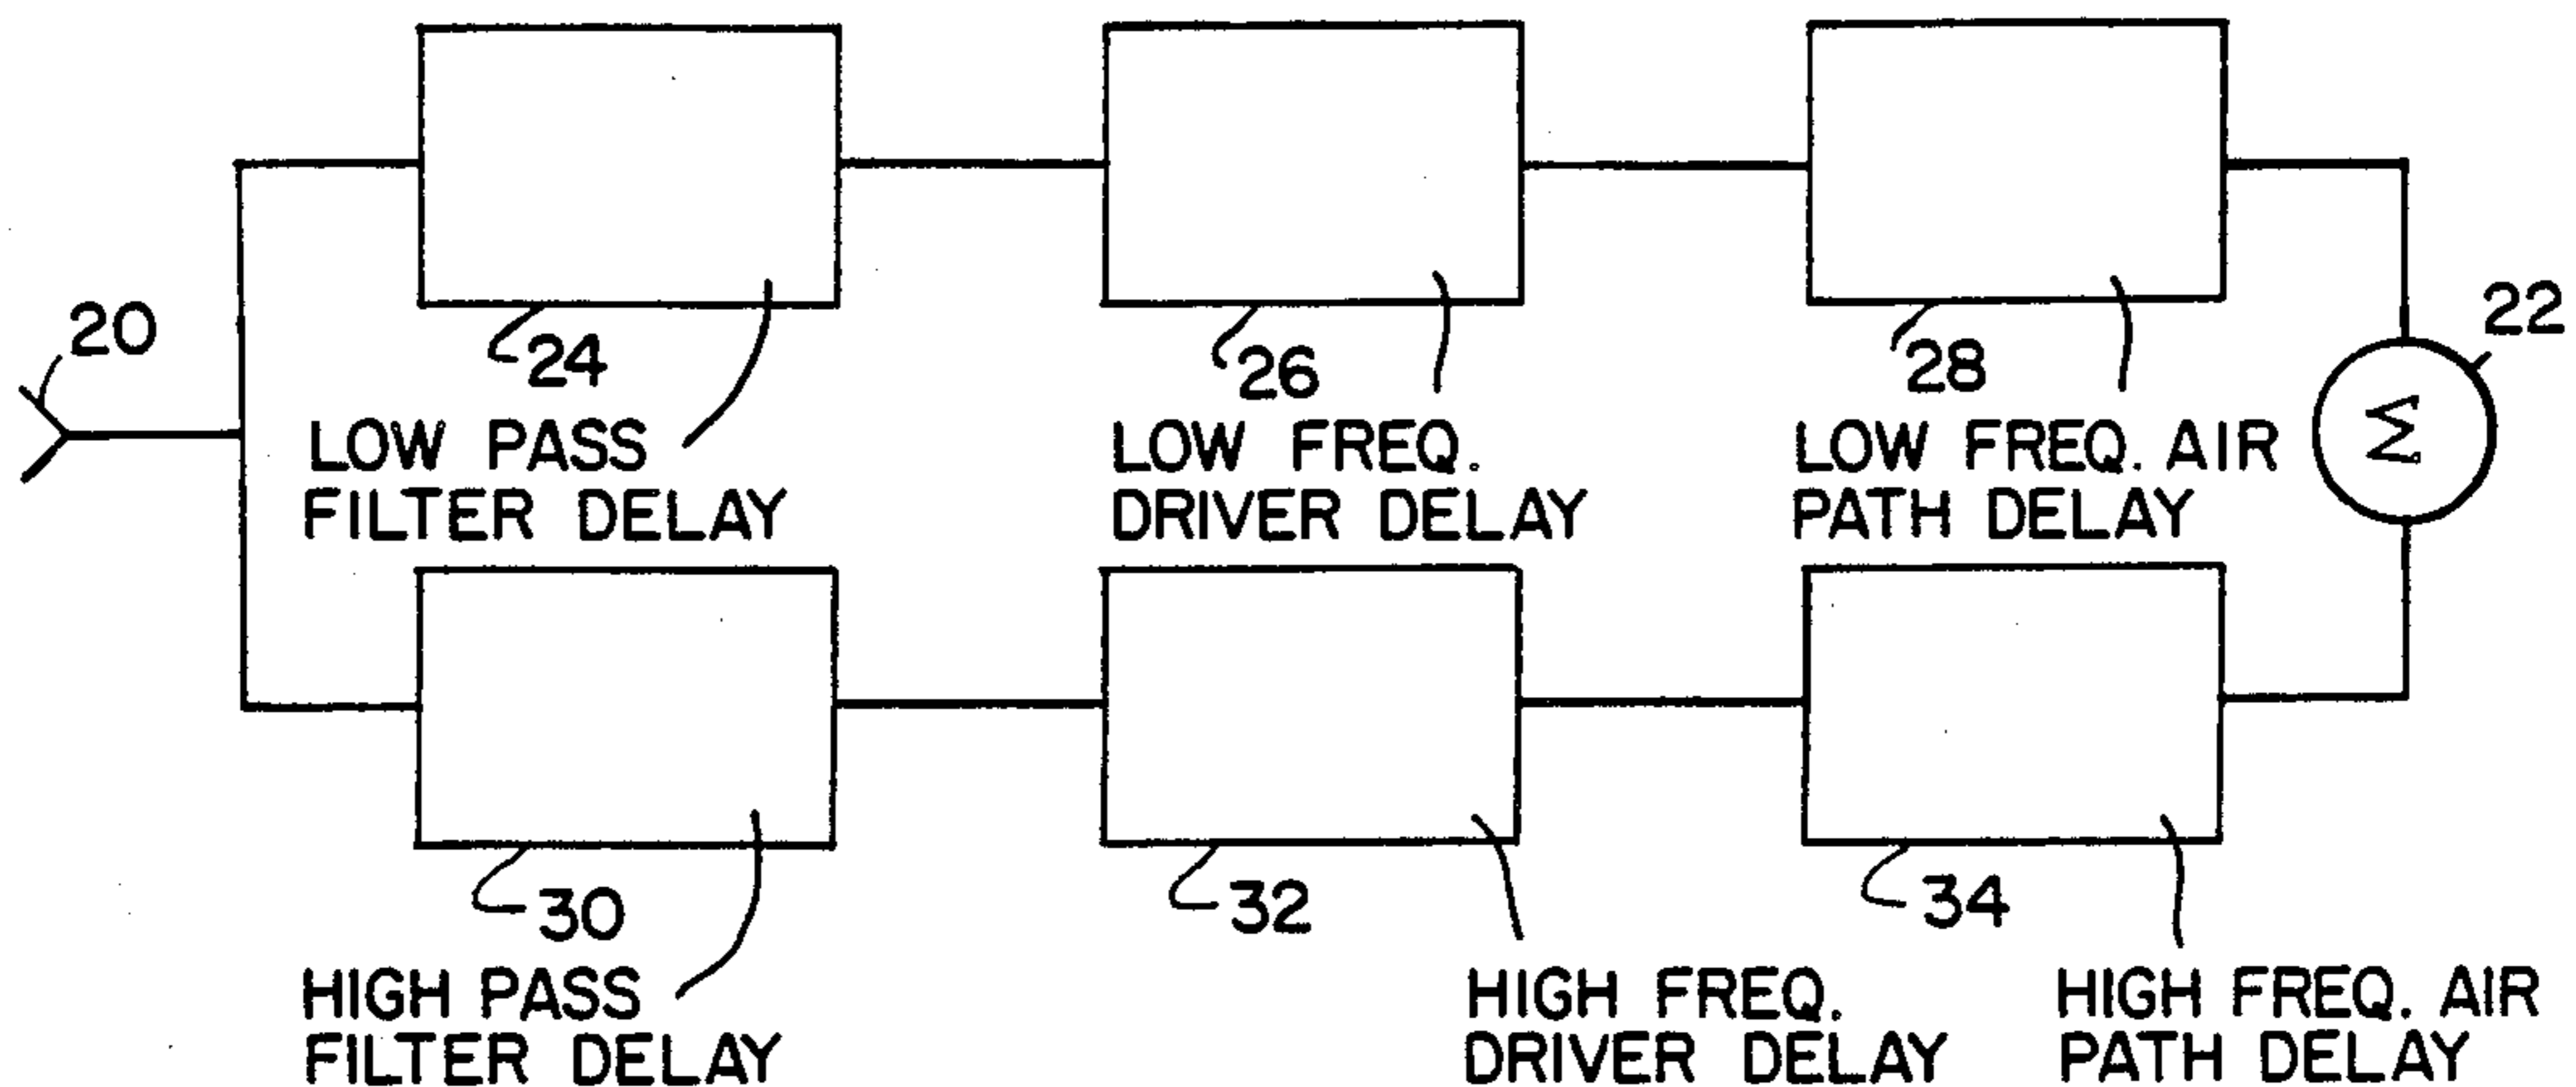 20
24
LOW PASS
FILTER DELAY
26
LOW FREQ.
DRIVER DELAY
28
LOW FREQ. AIR
PATH DELAY
22
Σ
30
HIGH PASS
FILTER DELAY
32
HIGH FREQ.
DRIVER DELAY
34
HIGH FREQ. AIR
PATH DELAY